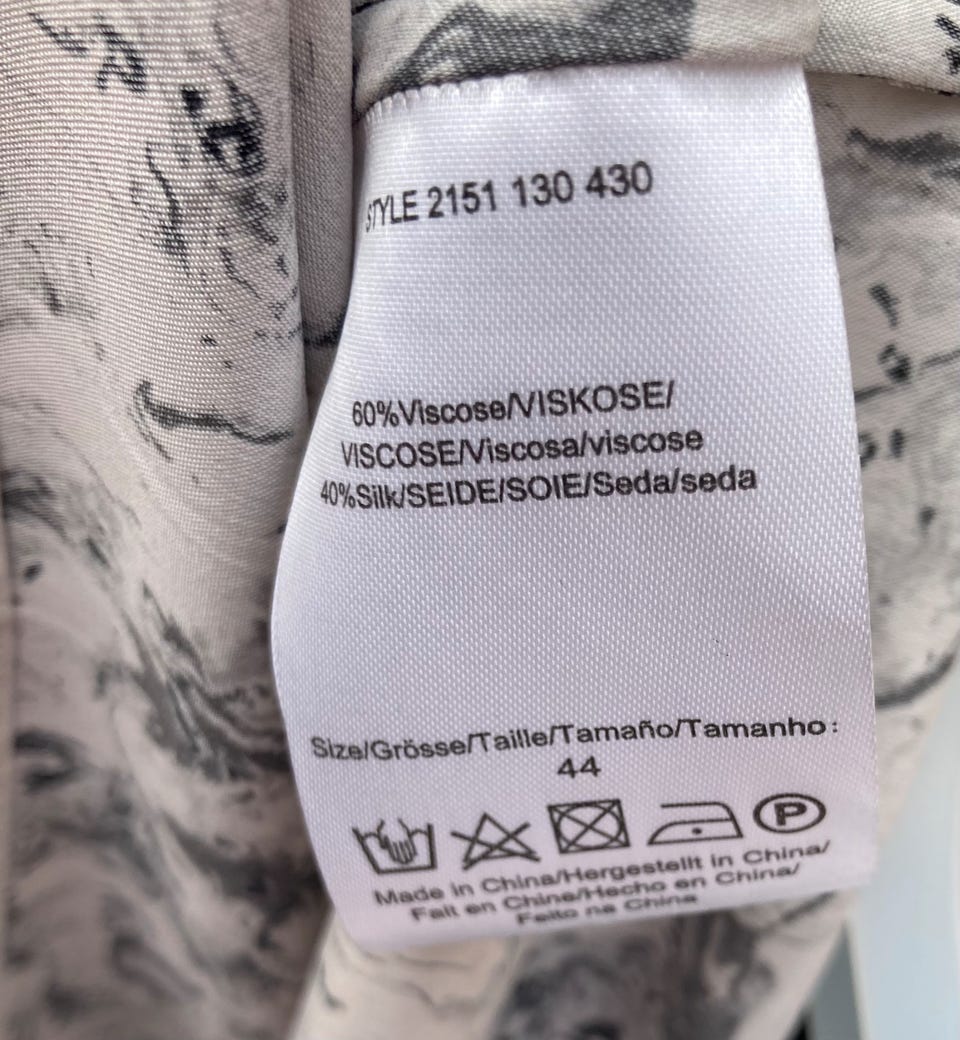 STYLE 2151 130 430
60%Viscose/VISKOSE/
VISCOSE/Viscosa/viscose
40%Silk/SEIDE/SOIE/Seda/seda
Size/Grösse/Taille/Tamaño/Tamanho:
44
P
Made in China/Hergestellt in China/
Fait en China/Hecho en China/
Feito na China